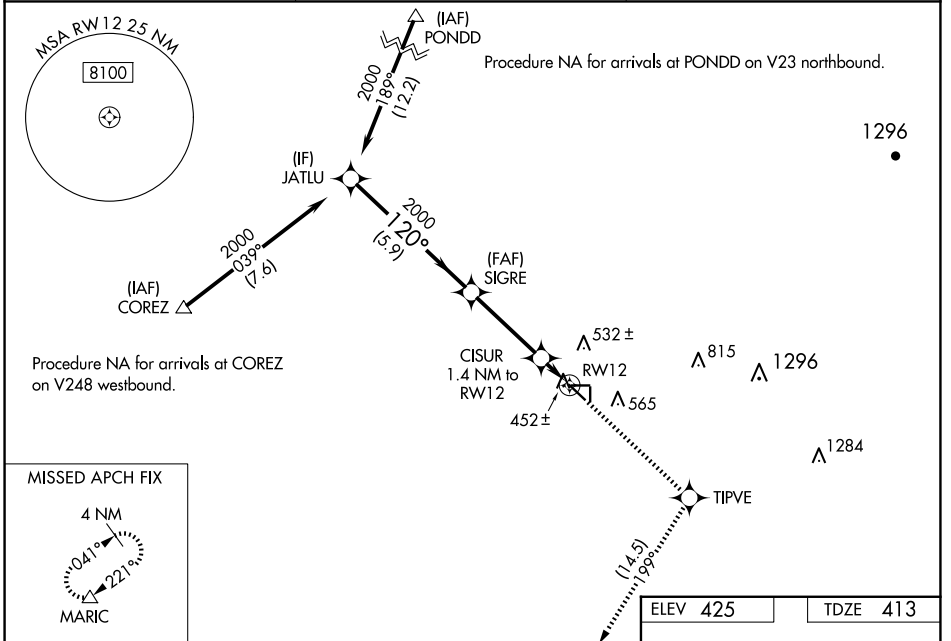 MSA RW12 25 NM
8100
(IAF)
PONDD
2000
189°
(12.2)
Procedure NA for arrivals at PONDD on V23 northbound.
1296
(IF)
JATLU
2000
120°
(5.9)
2000
039°
(7.6)
(IAF)
COREZ
(FAF)
SIGRE
Procedure NA for arrivals at COREZ
on V248 westbound.
CISUR
1.4 NM to
RW12
532±
RW12
815
1296
452±
565
1284
MISSED APCH FIX
4 NM
041°
221°
MARIC
TIPVE
(14.5)
199°
ELEV 425
TDZE 413